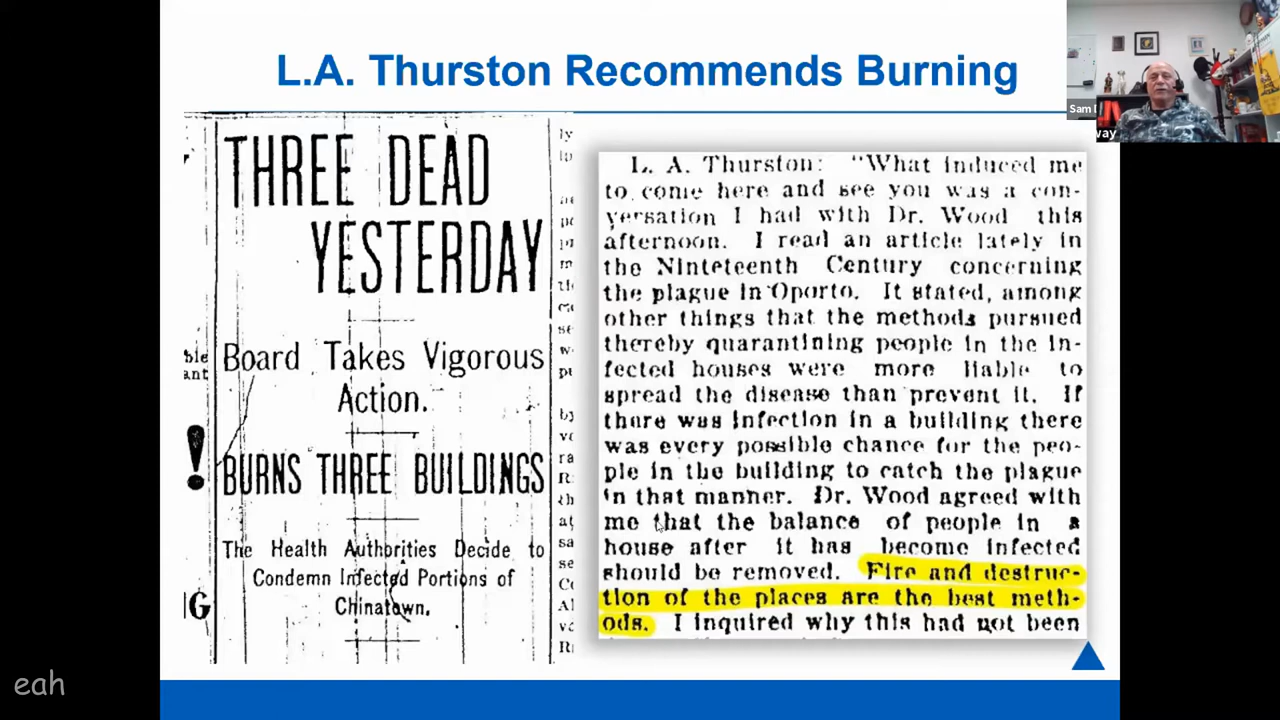 L.A. Thurston Recommends Burning
Sam
way
THREE DEAD
YESTERDAY
Board Takes Vigorous
Action.
BURNS THREE BUILDINGS
The Health Authorities Decide to
Condemn Infected Portions of
Chinatown.
ble
ant
!
G
L. A. Thurston: "What induced me
to come here and see you was a con-
versation I had with Dr. Wood this
afternoon. I read an article lately in
the Ninteteenth Century concerning
the plague in Oporto. It stated, among
other things that the methods pursued
thereby quarantining people in the in-
fected houses were more liable to
spread the disease than prevent it. If
there was infection in a building there
was every possible chance for the peo-
ple in the building to catch the plague
in that manner. Dr. Wood agreed with
me that the balance of people in a
house after it has become infected
should be removed. Fire and destruc-
tion of the places are the best meth-
ods. I inquired why this had not been
eah